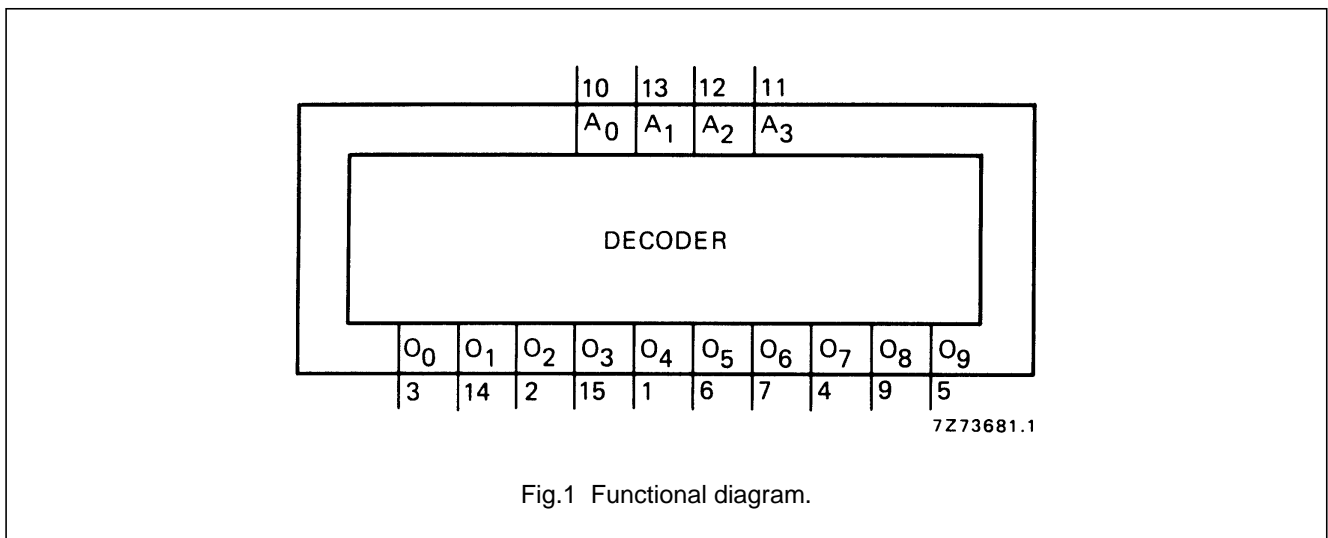 10 13 12 11
A0 A1 A2 A3
DECODER
O0 O1 O2 O3 O4 O5 O6 O7 O8 O9
3 14 2 15 1 6 7 4 9 5
7Z73681.1
Fig.1 Functional diagram.